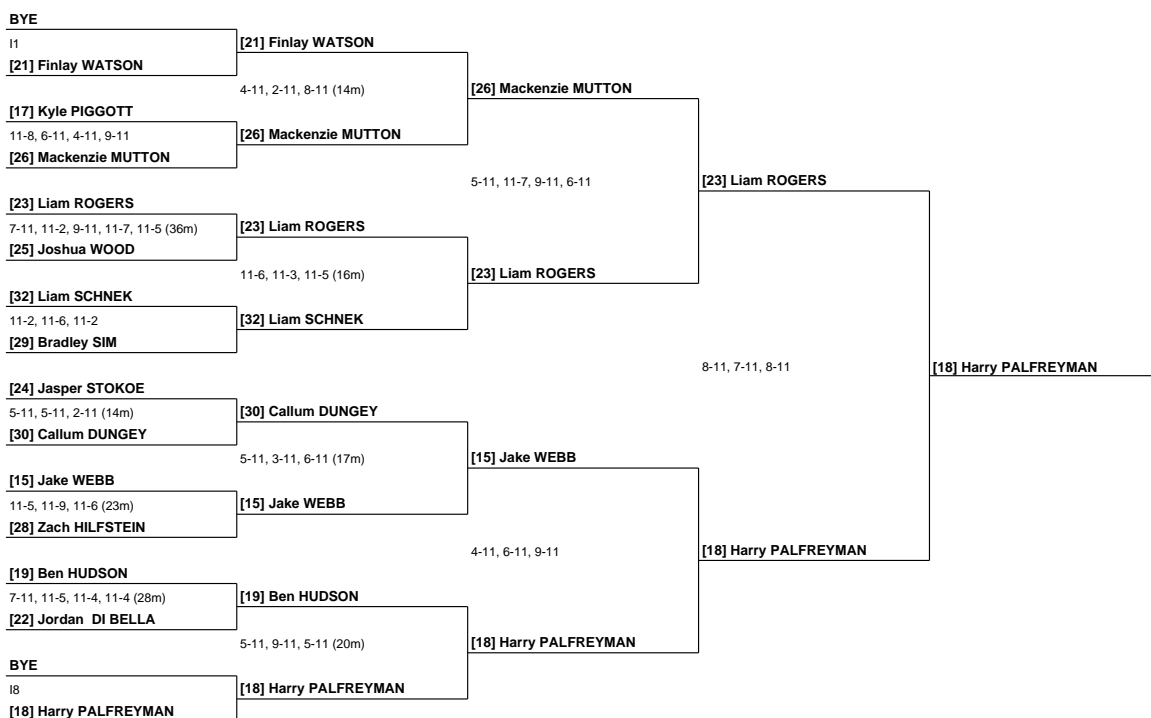 BYE
I1
[21] Finlay WATSON
[17] Kyle PIGGOTT
11-8, 6-11, 4-11, 9-11
[26] Mackenzie MUTTON
[23] Liam ROGERS
7-11, 11-2, 9-11, 11-7, 11-5 (36m)
[25] Joshua WOOD
[32] Liam SCHNEK
11-2, 11-6, 11-2
[29] Bradley SIM
[24] Jasper STOKOE
5-11, 5-11, 2-11 (14m)
[30] Callum DUNGEY
[15] Jake WEBB
11-5, 11-9, 11-6 (23m)
[28] Zach HILFSTEIN
[19] Ben HUDSON
7-11, 11-5, 11-4, 11-4 (28m)
[22] Jordan  DI BELLA
BYE
I8
[18] Harry PALFREYMAN
[21] Finlay WATSON
4-11, 2-11, 8-11 (14m)
[26] Mackenzie MUTTON
[23] Liam ROGERS
11-6, 11-3, 11-5 (16m)
[32] Liam SCHNEK
[30] Callum DUNGEY
5-11, 3-11, 6-11 (17m)
[15] Jake WEBB
[19] Ben HUDSON
5-11, 9-11, 5-11 (20m)
[18] Harry PALFREYMAN
[26] Mackenzie MUTTON
5-11, 11-7, 9-11, 6-11
[23] Liam ROGERS
[15] Jake WEBB
4-11, 6-11, 9-11
[18] Harry PALFREYMAN
[23] Liam ROGERS
8-11, 7-11, 8-11
[18] Harry PALFREYMAN
[18] Harry PALFREYMAN